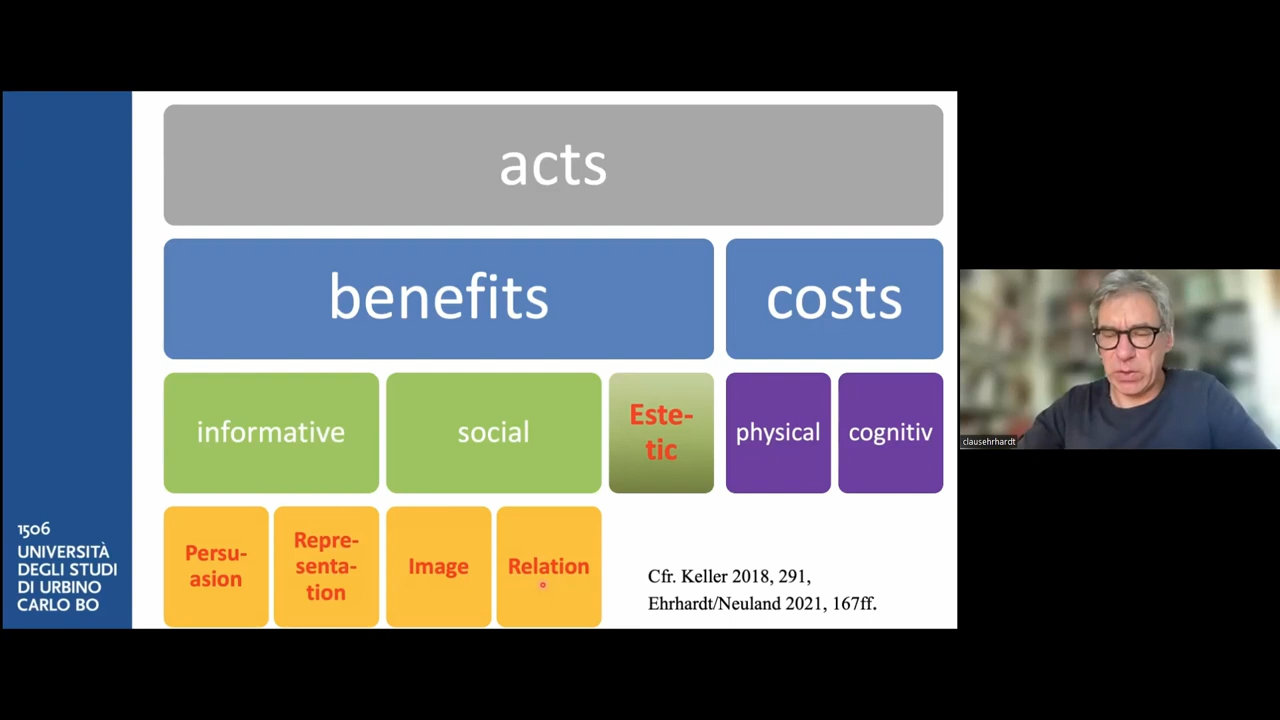 acts
benefits
costs
informative
social
Este-
tic
physical
cognitiv
Persu-
asion
Repre-
senta-
tion
Image
Relation
Cfr. Keller 2018, 291,
Ehrhardt/Neuland 2021, 167ff.
1506
UNIVERSITÀ
DEGLI STUDI
DI URBINO
CARLO BO
clausehrhardt